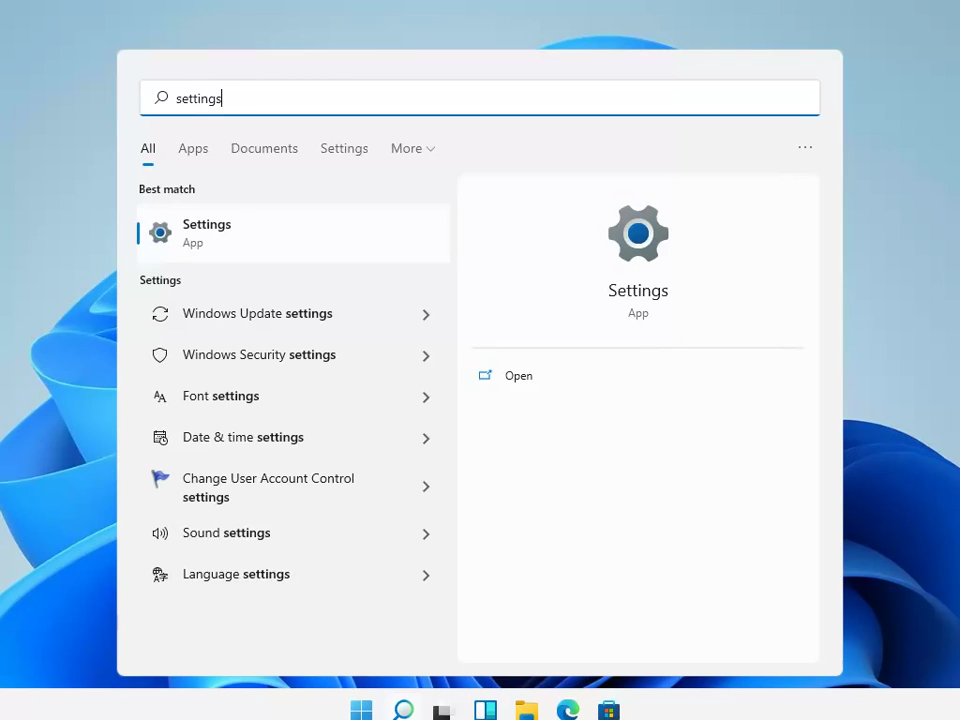 settings
All Apps Documents Settings More ...
Best match
Settings
App
Settings
Windows Update settings
Windows Security settings
Font settings
Date & time settings
Change User Account Control
settings
Sound settings
Language settings
Settings
App
Open